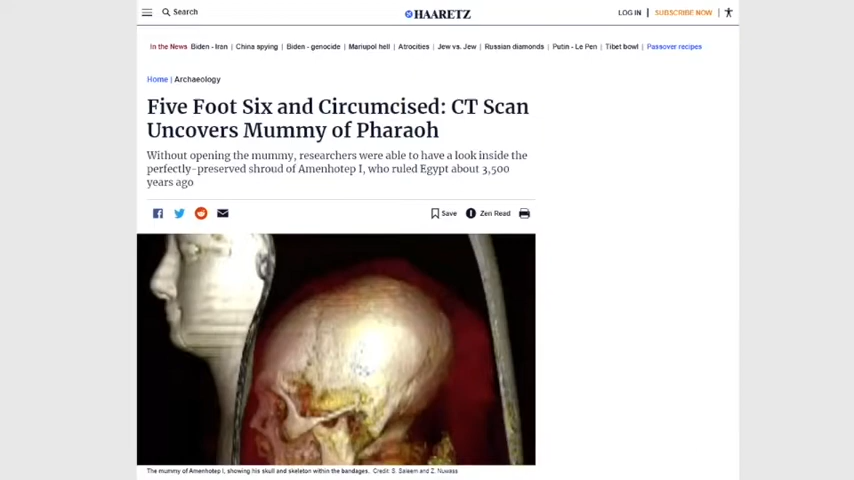 Search
HAARETZ
LOG IN | SUBSCRIBE NOW |
In the News Biden - Iran | China spying | Biden - genocide | Mariupol hell | Atrocities | Jew vs. Jew | Russian diamonds | Putin - Le Pen | Tibet bowl | Passover recipes
Home | Archaeology
Five Foot Six and Circumcised: CT Scan
Uncovers Mummy of Pharaoh
Without opening the mummy, researchers were able to have a look inside the
perfectly-preserved shroud of Amenhotep I, who ruled Egypt about 3,500
years ago
Save Zen Read
The mummy of Amenhotep I, showing his skull and skeleton within the bandages. Credit: S. Saleem and Z. Hawass